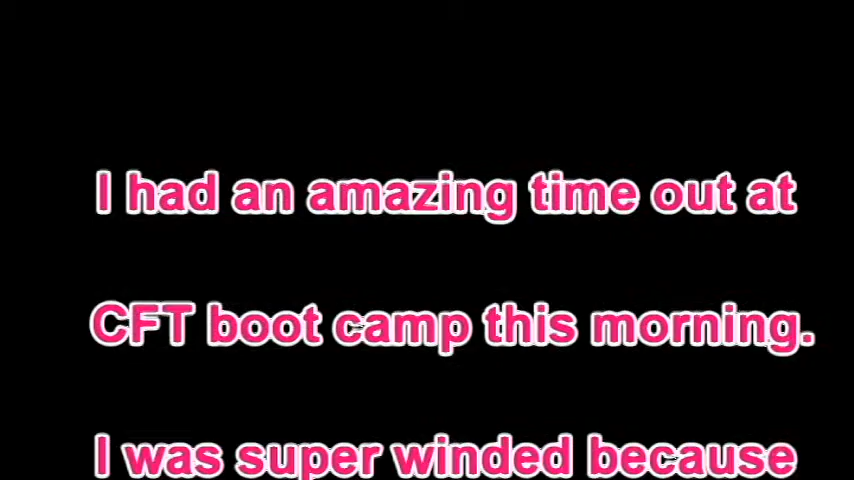 I had an amazing time out at
CFT boot camp this morning.
I was super winded because